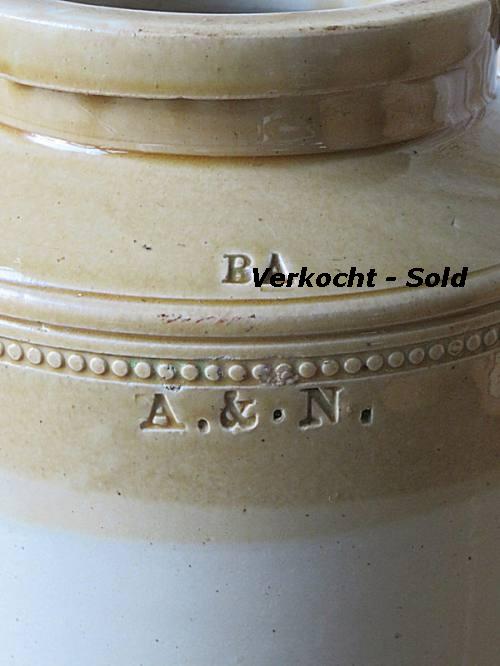 BA
Verkocht - Sold
A. & . N.